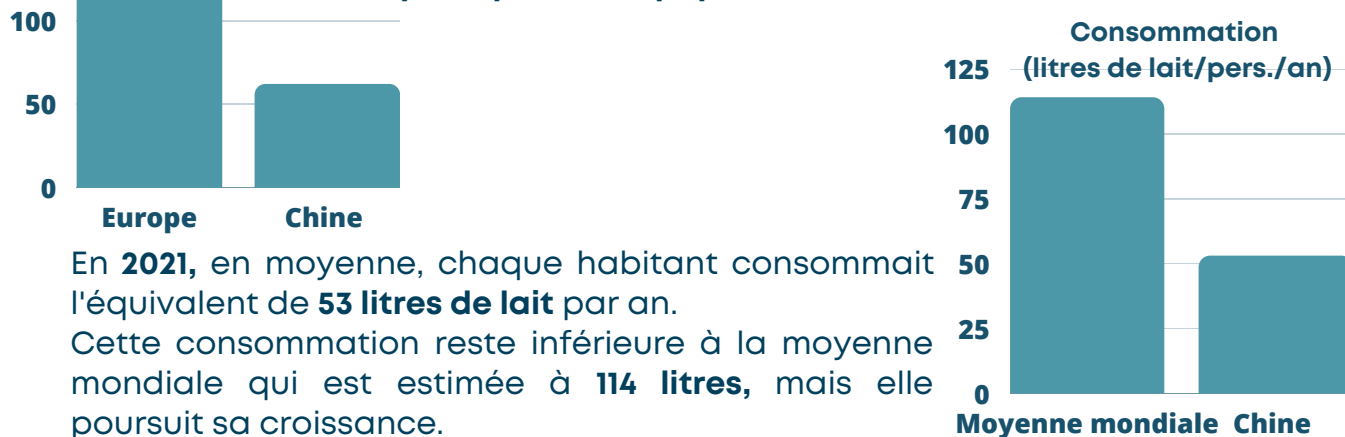 100
50
0
Europe Chine
Consommation
(litres de lait/pers./an)
125
100
75
50
25
0
Moyenne mondiale Chine
En 2021, en moyenne, chaque habitant consommait
l'équivalent de 53 litres de lait par an.
Cette consommation reste inférieure à la moyenne
mondiale qui est estimée à 114 litres, mais elle
poursuit sa croissance.